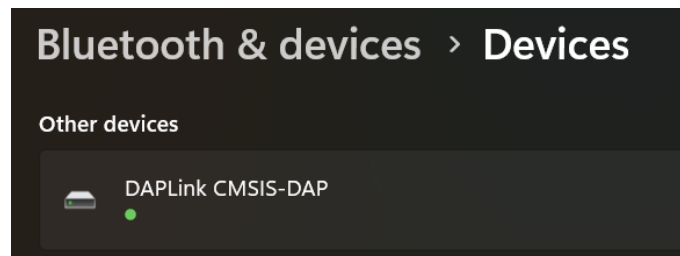 Bluetooth & devices > Devices
Other devices
DAPLink CMSIS-DAP